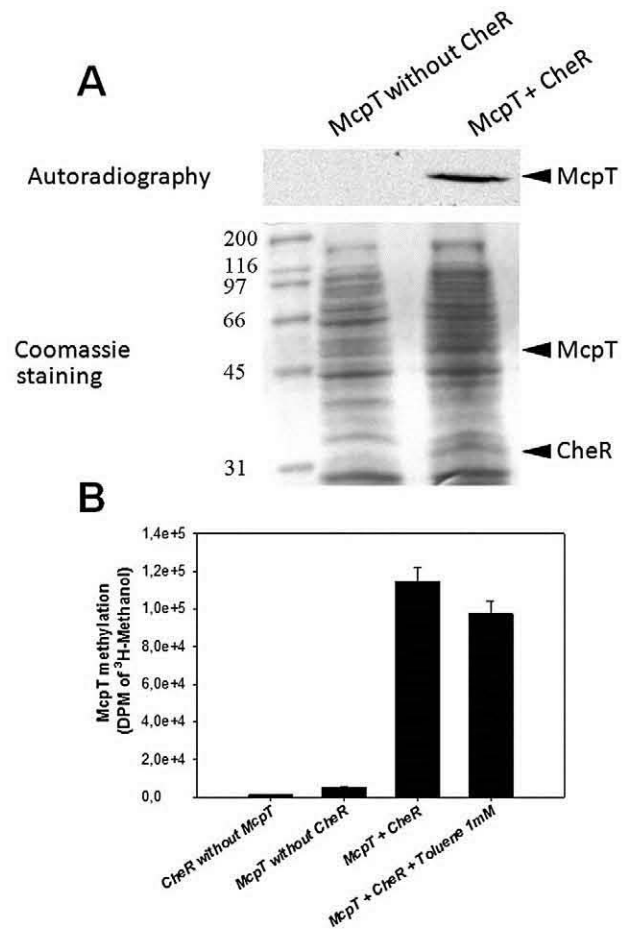 A
McpT without CheR
McpT + CheR
Autoradiography
McpT
200
116
97
66
45
31
Coomassie
staining
McpT
CheR
B
McpT methylation
(DPM of ³H-Methanol)
1,4e+5
1,2e+5
1,0e+5
8,0e+4
6,0e+4
4,0e+4
2,0e+4
0,0
CheR without McpT
McpT without CheR
McpT + CheR
McpT + CheR + Toluene 1mM